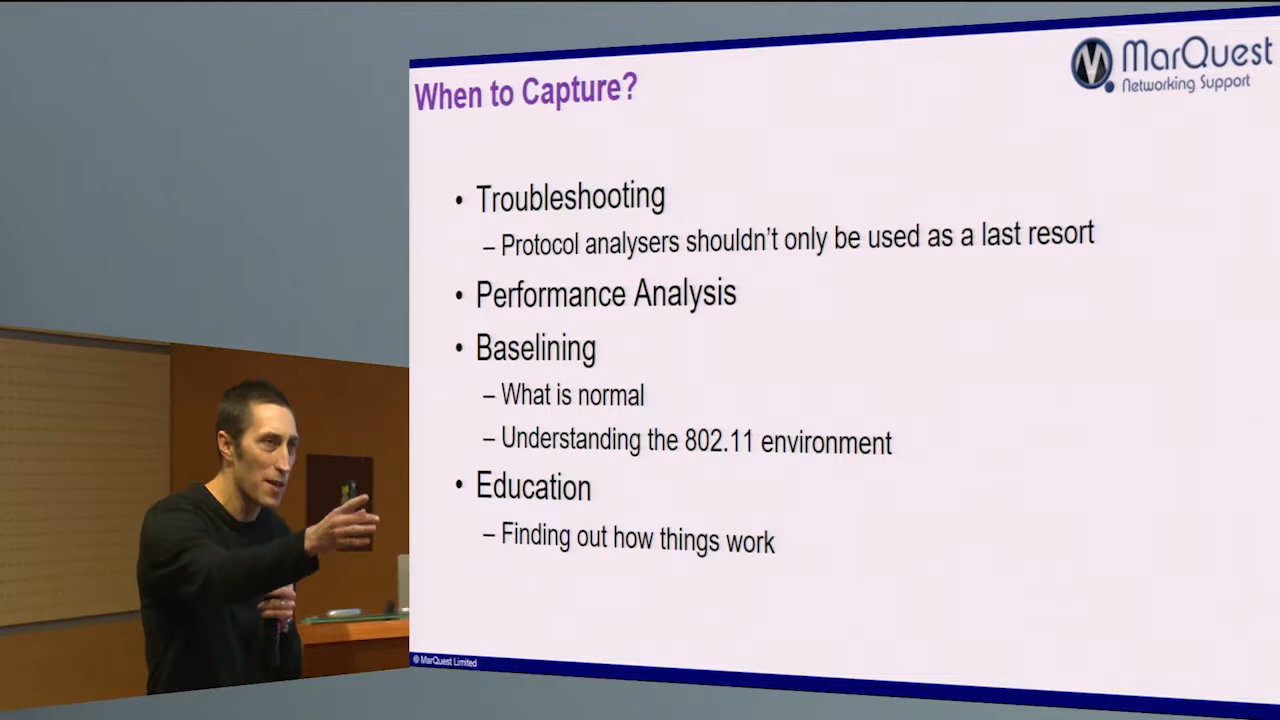 When to Capture?
MarQuest
Networking Support
• Troubleshooting
– Protocol analysers shouldn't only be used as a last resort
• Performance Analysis
• Baselining
– What is normal
– Understanding the 802.11 environment
• Education
– Finding out how things work
© MarQuest Limited